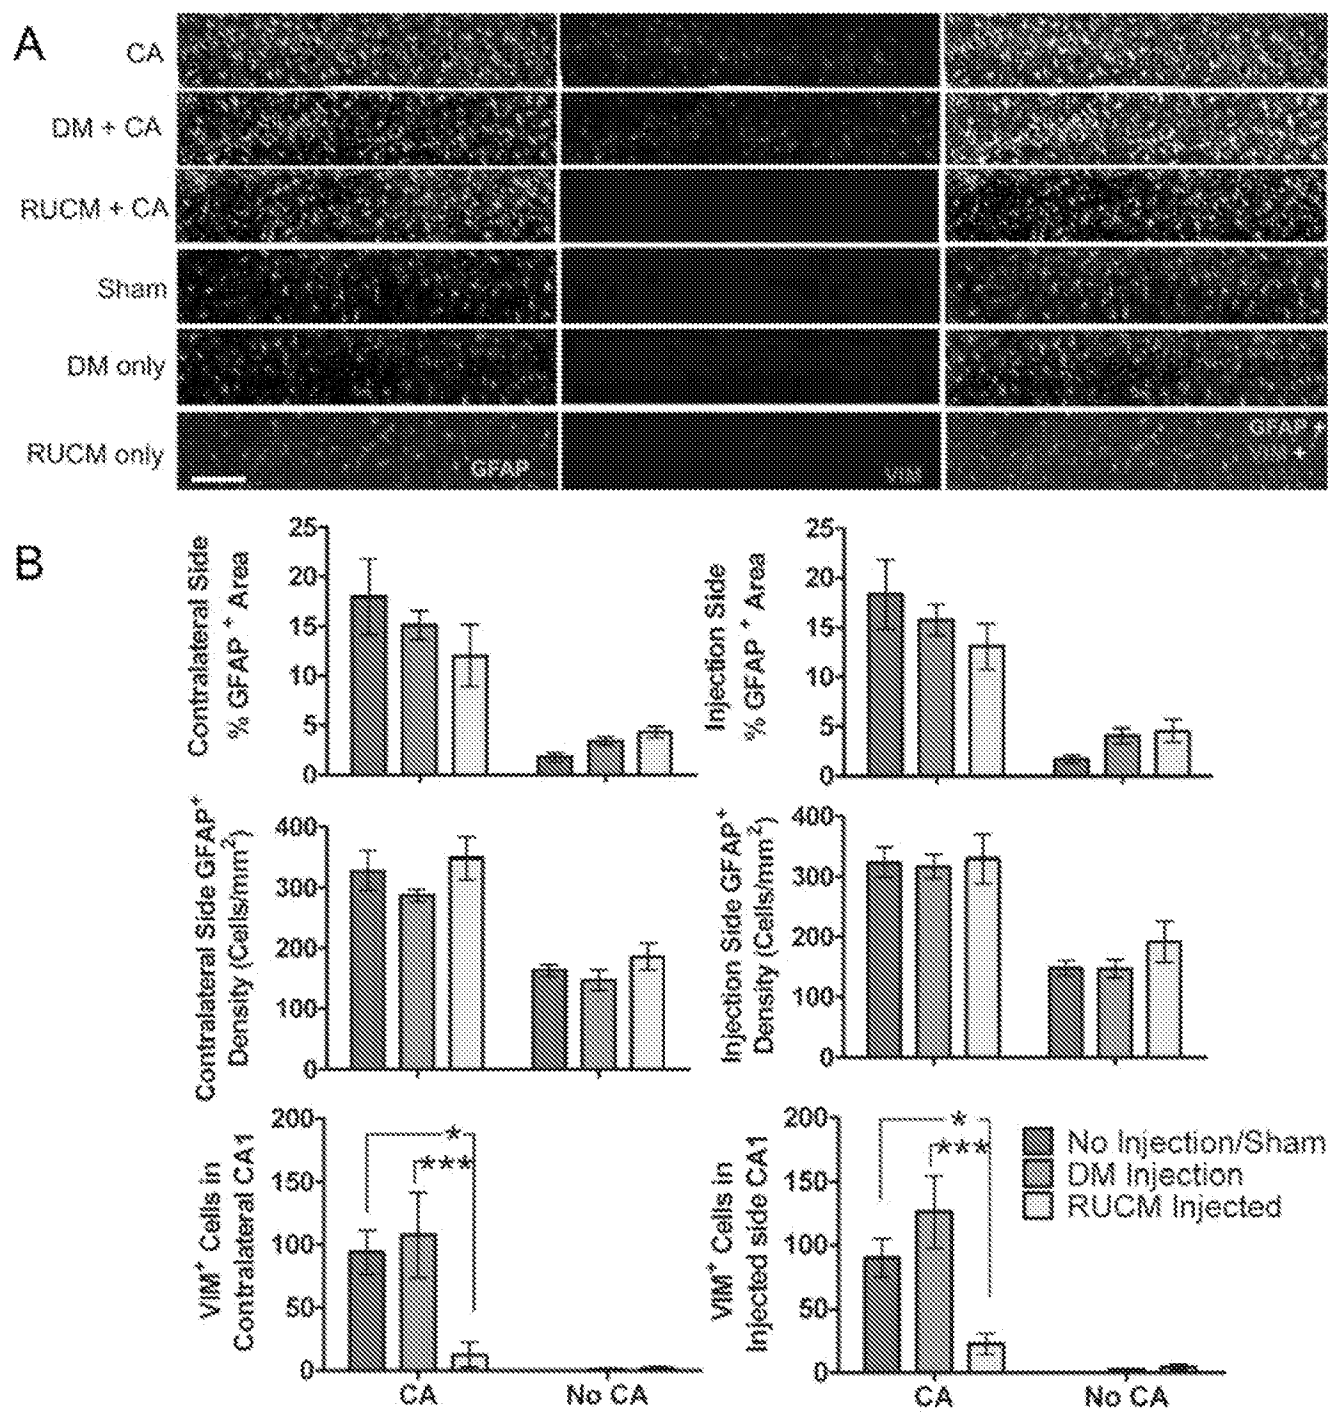 A
CA
DM + CA
RUCM + CA
Sham
DM only
RUCM only
GFAP
VIM
GFAP
VIM
B
Contralateral Side
% GFAP + Area
25
20
15
10
5
0
Injection Side
% GFAP + Area
25
20
15
10
5
0
Contralateral Side GFAP+
Density (Cells/mm2)
400
300
200
100
0
Injection Side GFAP+
Density (Cells/mm2)
400
300
200
100
0
VIM+ Cells in
Contralateral CA1
200
150
100
50
0
*
***
CA
No CA
VIM+ Cells in
Injected side CA1
200
150
100
50
0
*
***
CA
No CA
No Injection/Sham
DM Injection
RUCM Injected